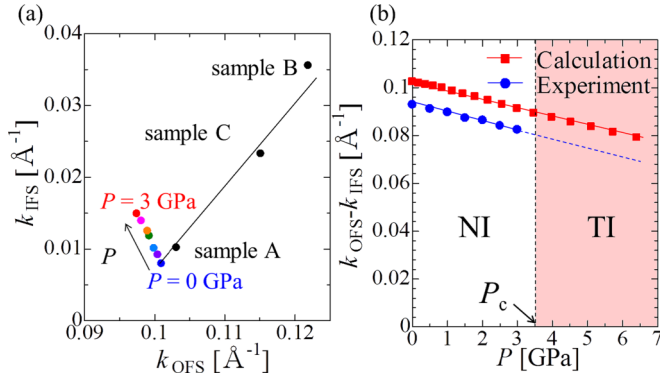 (a)
0.04
0.03
0.02
0.01
0
k_IFS [Å⁻¹]
sample B
sample C
P = 3 GPa
sample A
P
P = 0 GPa
0.09 0.1 0.11 0.12
k_OFS [Å⁻¹]
(b)
0.12
0.1
0.08
0.06
0.04
0.02
0
k_OFS-k_IFS [Å⁻¹]
Calculation
Experiment
NI TI
P_c
0 1 2 3 4 5 6 7
P [GPa]